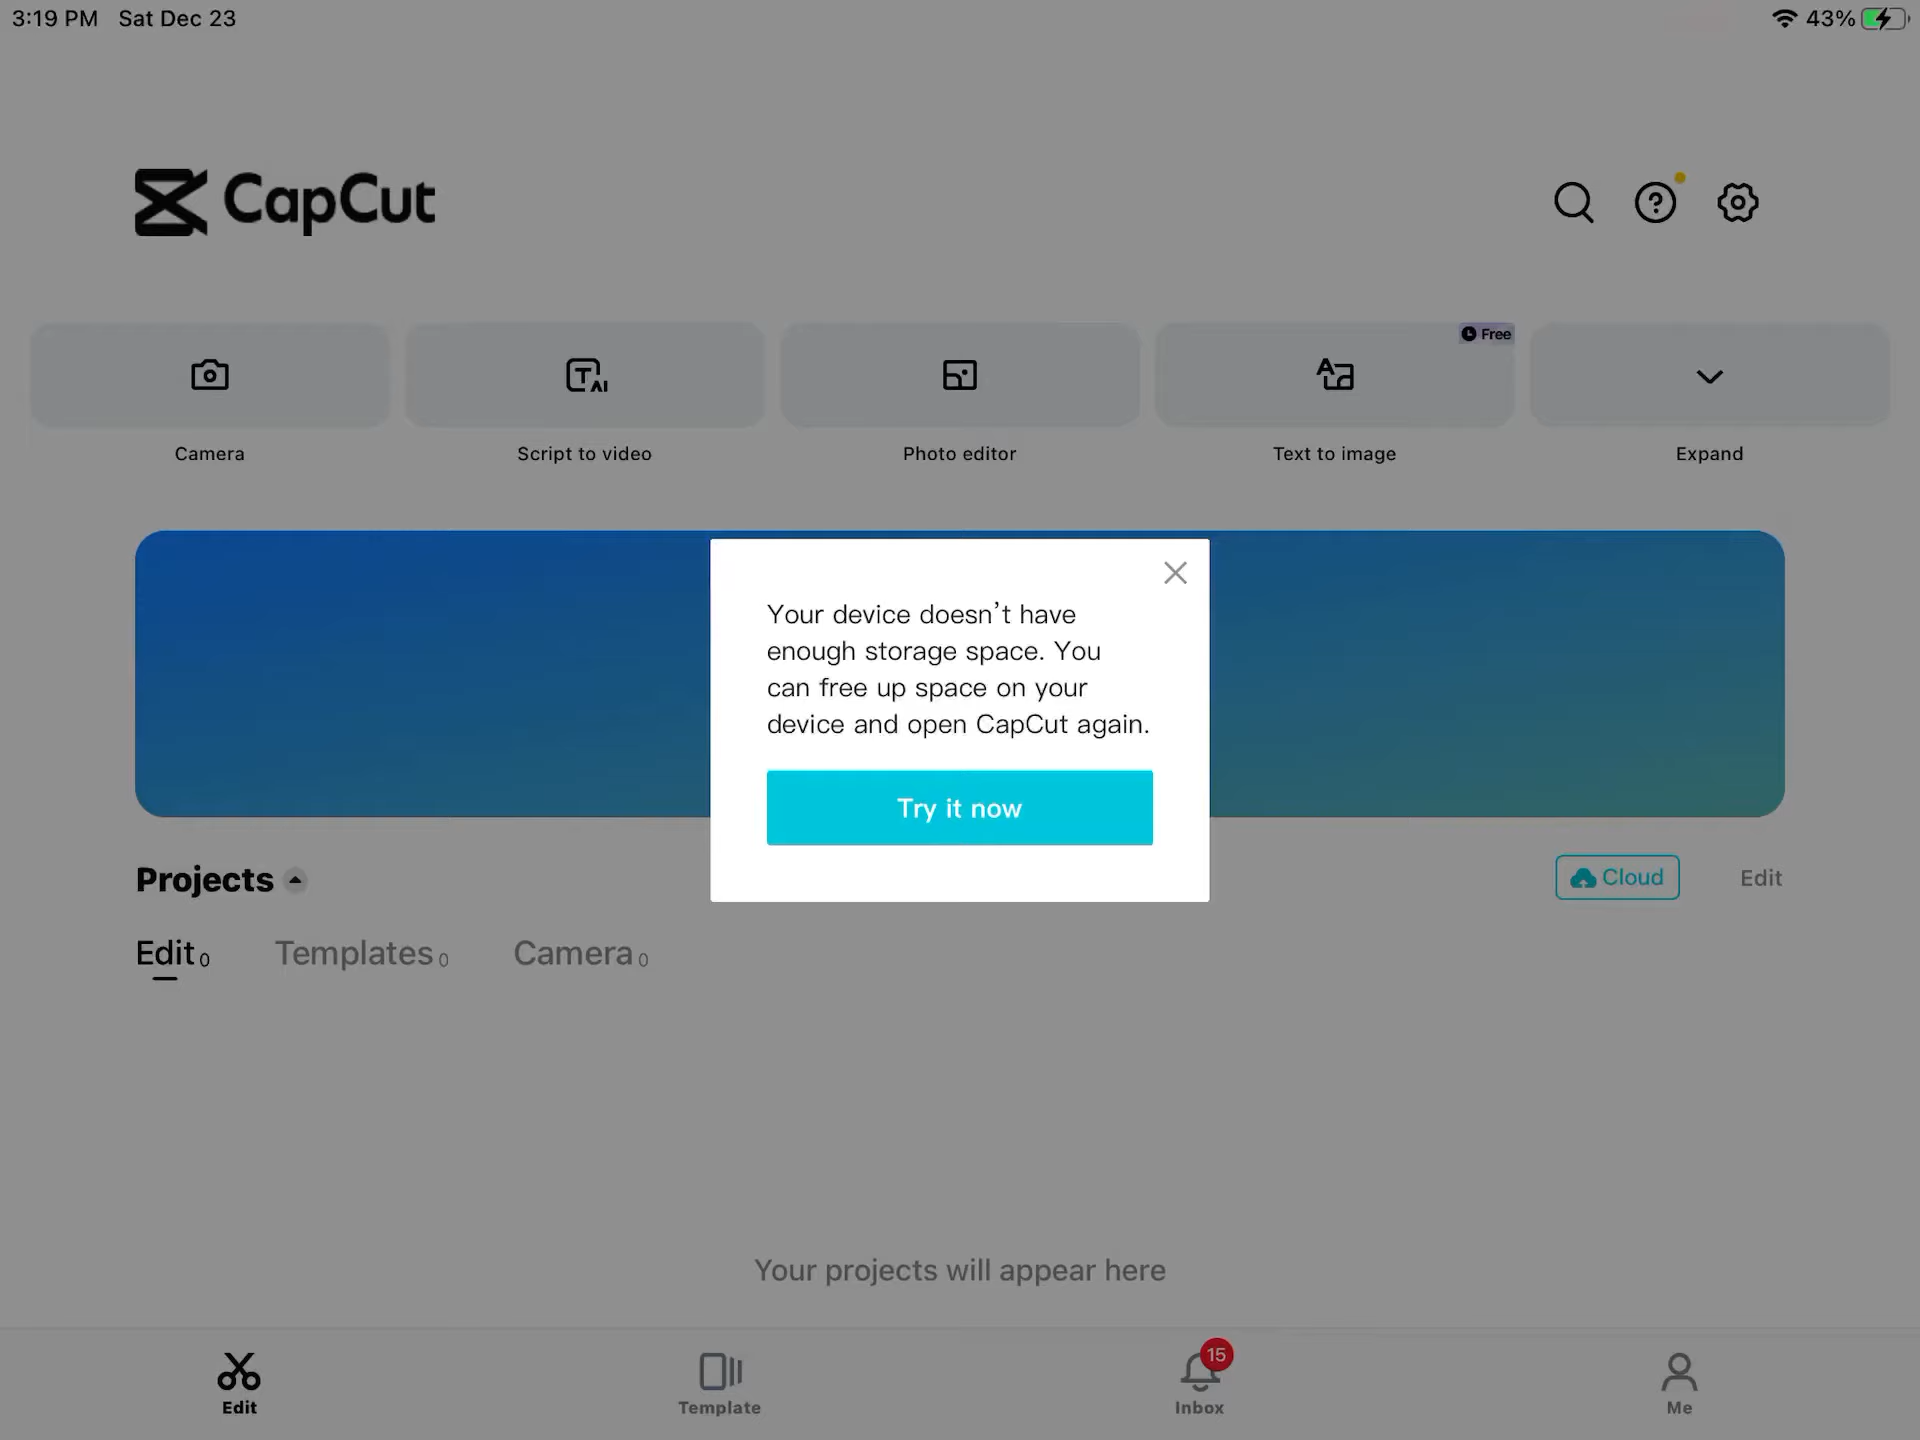 3:19 PM Sat Dec 23
43%
CapCut
Free
T AI
A
Camera
Script to video
Photo editor
Text to image
Expand
Your device doesn’t have
enough storage space. You
can free up space on your
device and open CapCut again.
Try it now
Projects
Cloud
Edit
Edit 0
Templates 0
Camera 0
Your projects will appear here
15
Edit
Template
Inbox
Me